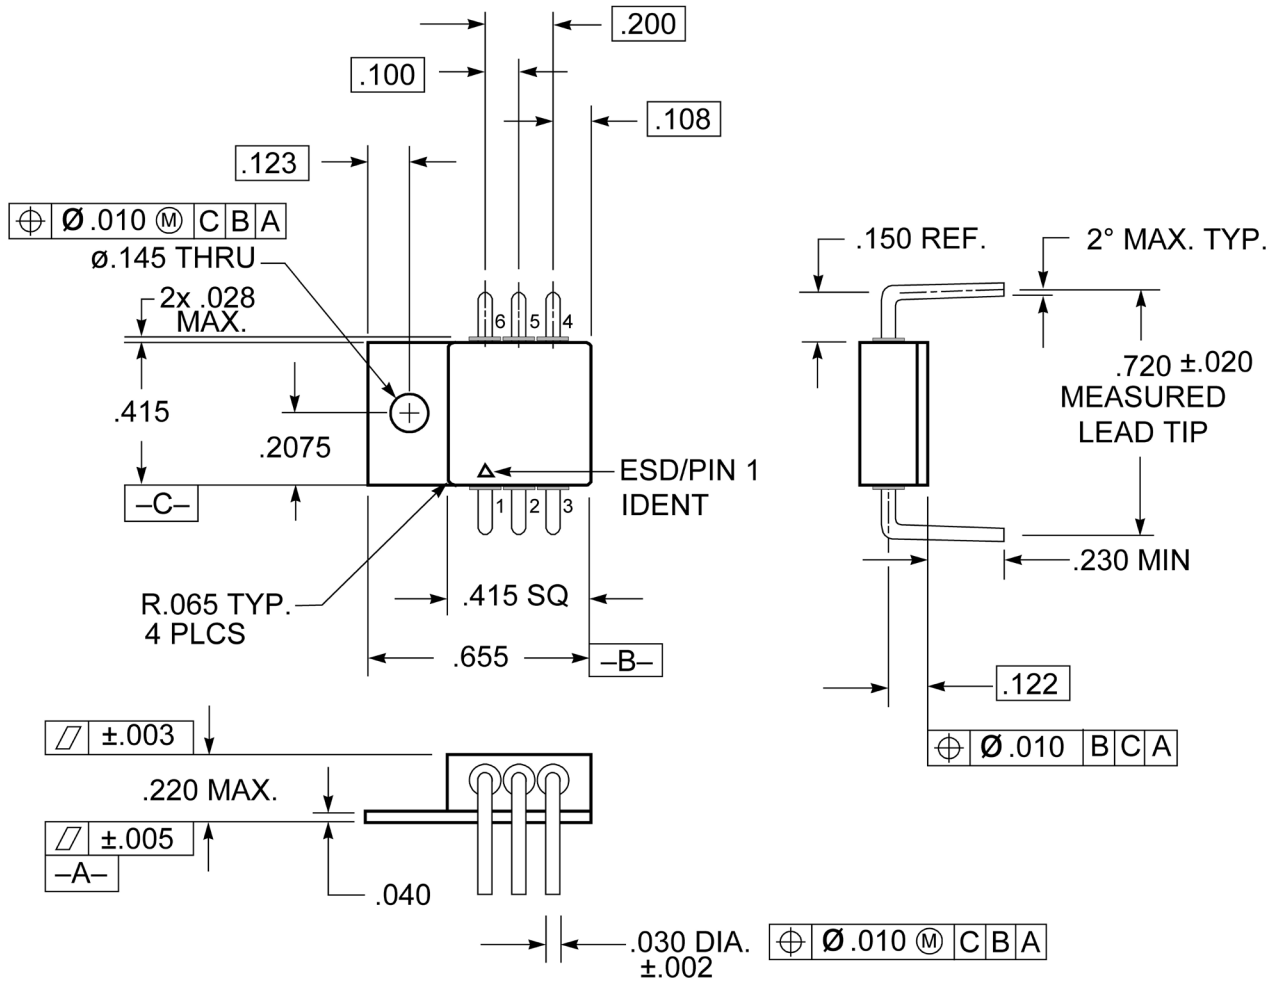 .200
.100
.108
.123
⌖ Ø .010 Ⓜ C B A
ø.145 THRU
2x .028
MAX.
6 5 4
.415
.2075
–C–
ESD/PIN 1
IDENT
1 2 3
R.065 TYP.
4 PLCS
.415 SQ
.655
–B–
.150 REF.
2° MAX. TYP.
.720 ±.020
MEASURED
LEAD TIP
.230 MIN
.122
⌖ Ø .010 B C A
⏥ ±.003
.220 MAX.
⏥ ±.005
–A–
.040
.030 DIA.
±.002
⌖ Ø .010 Ⓜ C B A